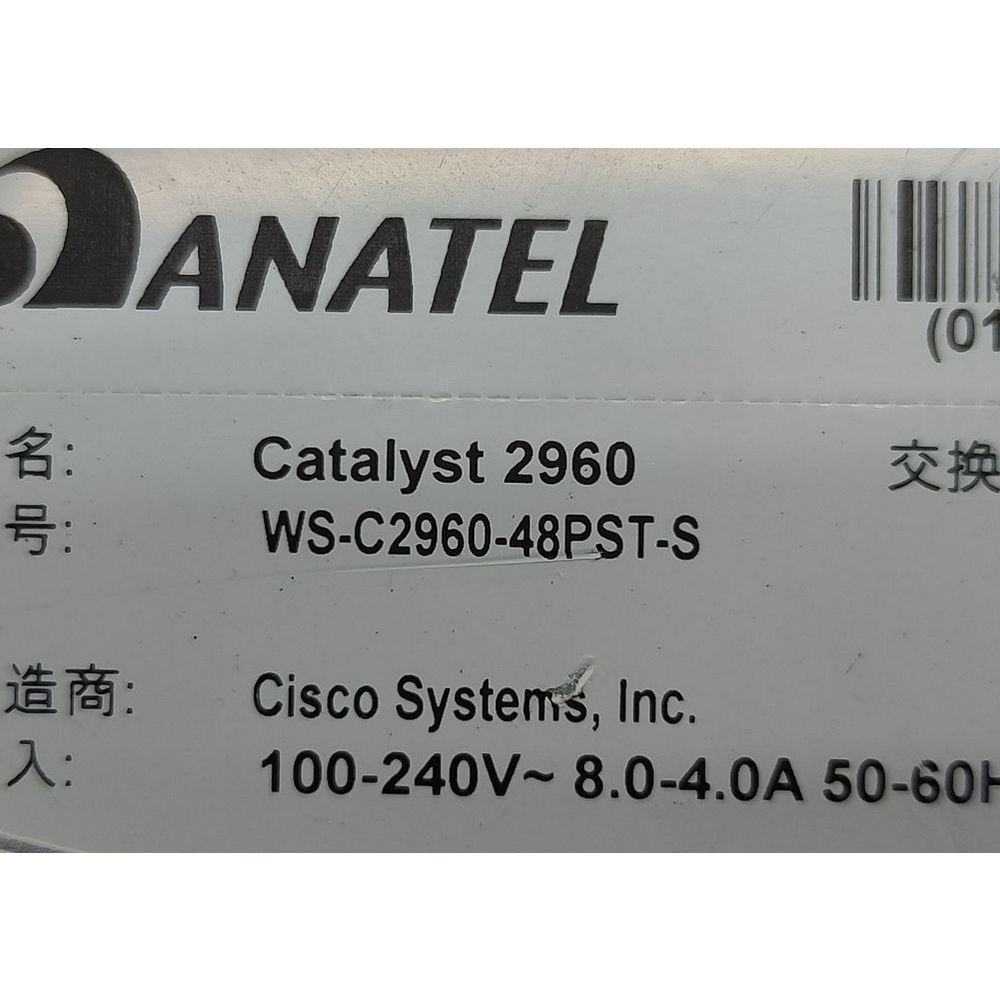 ANATEL
(01
名: Catalyst 2960 交换
号: WS-C2960-48PST-S
造商: Cisco Systems, Inc.
入: 100-240V~ 8.0-4.0A 50-60H